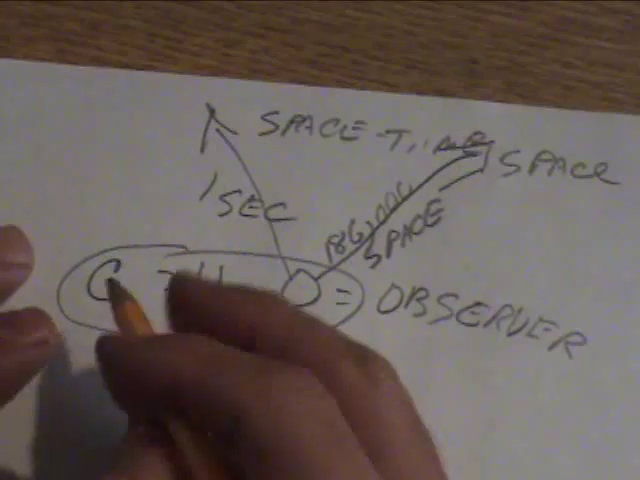 SPACE-TIME
SPACE
1 SEC
186,000
SPACE
C
= OBSERVER